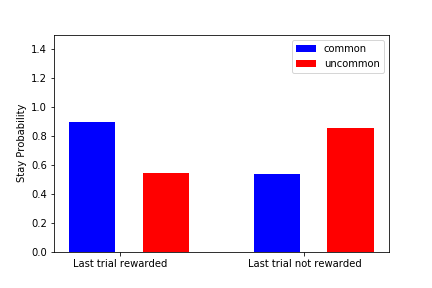 1.4
1.2
1.0
0.8
0.6
0.4
0.2
0.0
Stay Probability
common
uncommon
Last trial rewarded
Last trial not rewarded